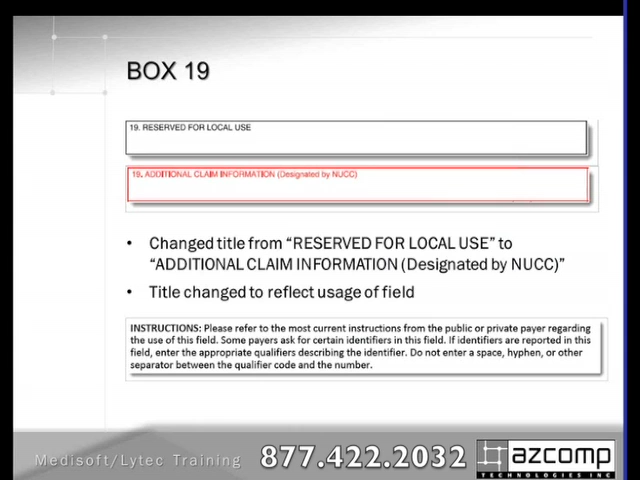 BOX 19
19. RESERVED FOR LOCAL USE
19. ADDITIONAL CLAIM INFORMATION (Designated by NUCC)
• Changed title from “RESERVED FOR LOCAL USE” to
“ADDITIONAL CLAIM INFORMATION (Designated by NUCC)”
• Title changed to reflect usage of field
INSTRUCTIONS: Please refer to the most current instructions from the public or private payer regarding
the use of this field. Some payers ask for certain identifiers in this field. If identifiers are reported in this
field, enter the appropriate qualifiers describing the identifier. Do not enter a space, hyphen, or other
separator between the qualifier code and the number.
Medisoft/Lytec Training 877.422.2032 azcomp
TECHNOLOGIES INC